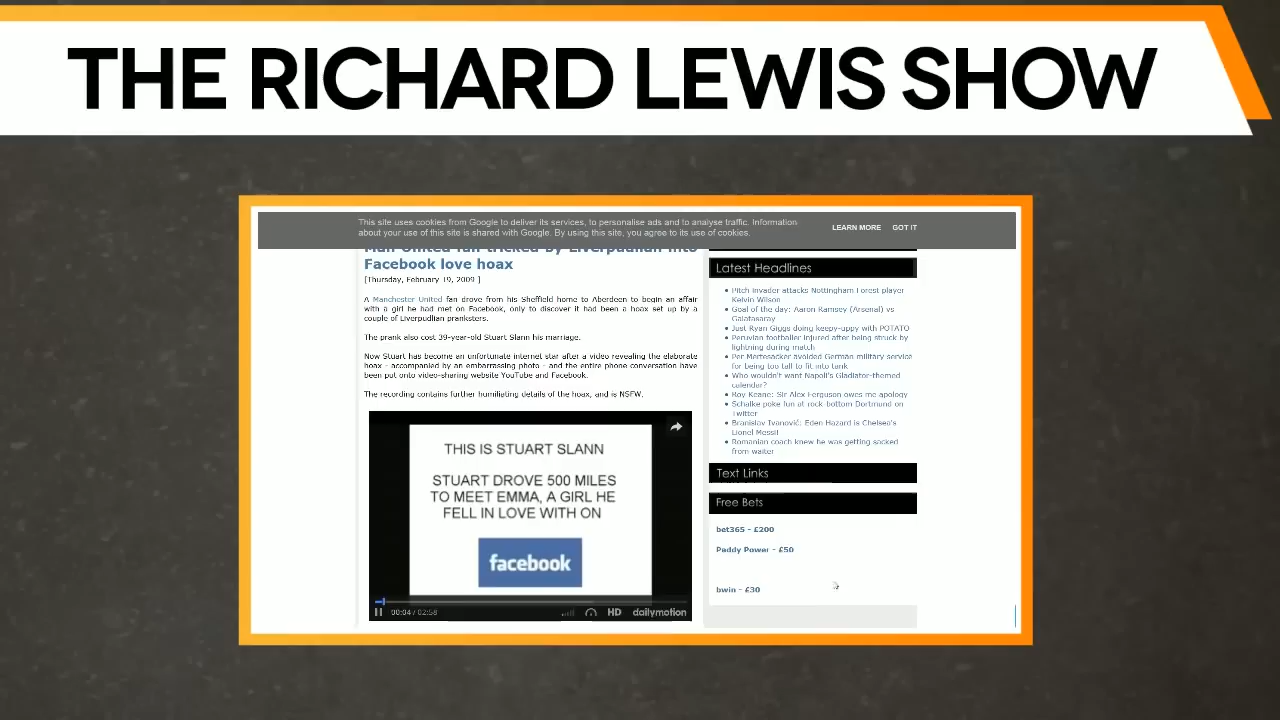 THE RICHARD LEWIS SHOW
This site uses cookies from Google to deliver its services, to personalise ads and to analyse traffic. Information
about your use of this site is shared with Google. By using this site, you agree to its use of cookies.
LEARN MORE GOT IT
Man United fan tricked by Liverpudlian into
Facebook love hoax
[Thursday, February 19, 2009 ]
A Manchester United fan drove from his Sheffield home to Aberdeen to begin an affair
with a girl he had met on Facebook, only to discover it had been a hoax set up by a
couple of Liverpudlian pranksters.
The prank also cost 39-year-old Stuart Slann his marriage.
Now Stuart has become an unfortunate internet star after a video revealing the elaborate
hoax - accompanied by an embarrassing photo - and the entire phone conversation have
been put onto video-sharing website YouTube and Facebook.
The recording contains further humiliating details of the hoax, and is NSFW.
THIS IS STUART SLANN
STUART DROVE 500 MILES
TO MEET EMMA, A GIRL HE
FELL IN LOVE WITH ON
facebook
00:04 / 02:58
HD dailymotion
Latest Headlines
Pitch Invader attacks Nottingham Forest player
Kelvin Wilson
Goal of the day: Aaron Ramsey (Arsenal) vs
Galatasaray
Just Ryan Giggs doing keepy-uppy with POTATO
Peruvian footballer injured after being struck by
lightning during match
Per Mertesacker avoided German military service
for being too tall to fit into tank
Who wouldn't want Napoli's Gladiator-themed
calendar?
Roy Keane: Sir Alex Ferguson owes me apology
Schalke poke fun at rock-bottom Dortmund on
Twitter
Branislav Ivanović: Eden Hazard is Chelsea's
Lionel Messi!
Romanian coach knew he was getting sacked
from waiter
Text Links
Free Bets
bet365 - £200
Paddy Power - £50
bwin - £30